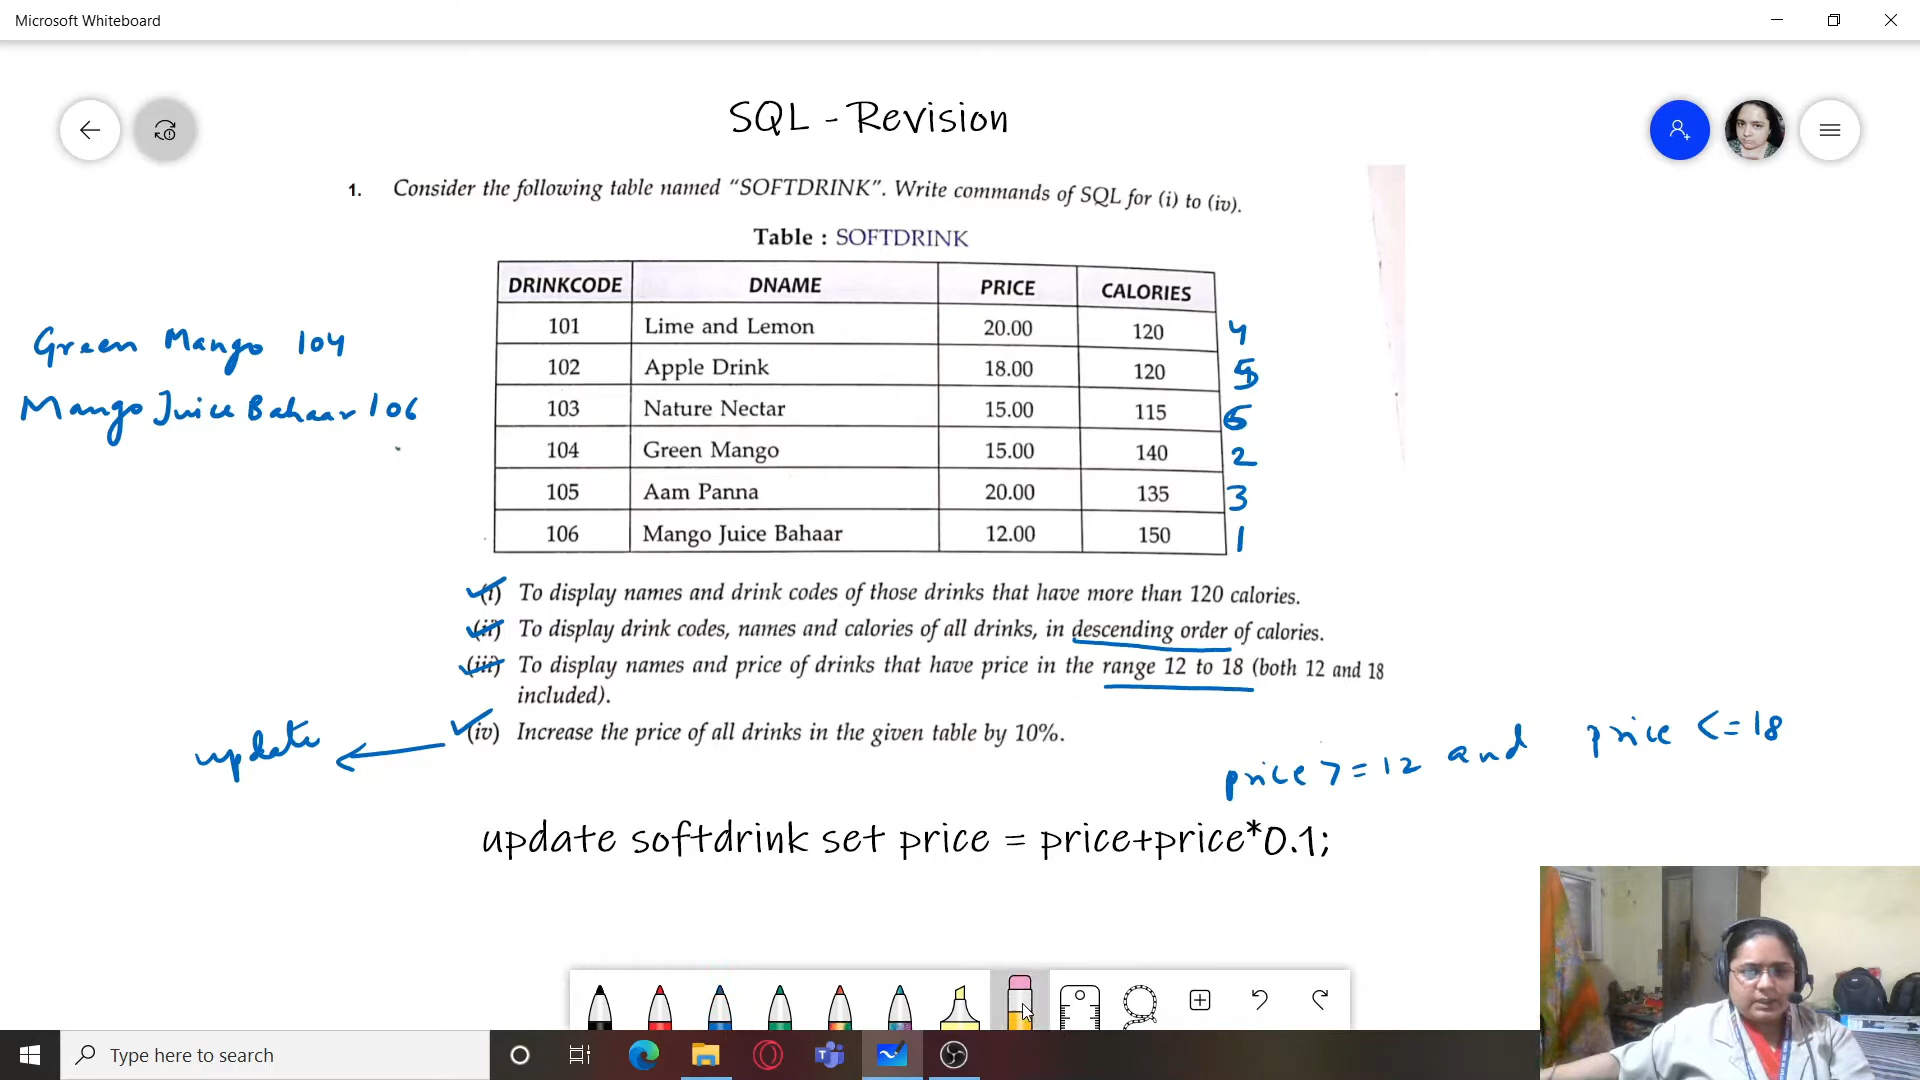 Microsoft Whiteboard
SQL - Revision
1. Consider the following table named "SOFTDRINK". Write commands of SQL for (i) to (iv).
Table : SOFTDRINK
DRINKCODE DNAME PRICE CALORIES
101 Lime and Lemon 20.00 120 4
102 Apple Drink 18.00 120 5
103 Nature Nectar 15.00 115 6
104 Green Mango 15.00 140 2
105 Aam Panna 20.00 135 3
106 Mango Juice Bahaar 12.00 150 1
Green Mango 104
Mango Juice Bahaar 106
(i) To display names and drink codes of those drinks that have more than 120 calories.
(ii) To display drink codes, names and calories of all drinks, in descending order of calories.
(iii) To display names and price of drinks that have price in the range 12 to 18 (both 12 and 18
included).
(iv) Increase the price of all drinks in the given table by 10%.
update
price >= 12 and price <= 18
update softdrink set price = price+price*0.1;
Type here to search